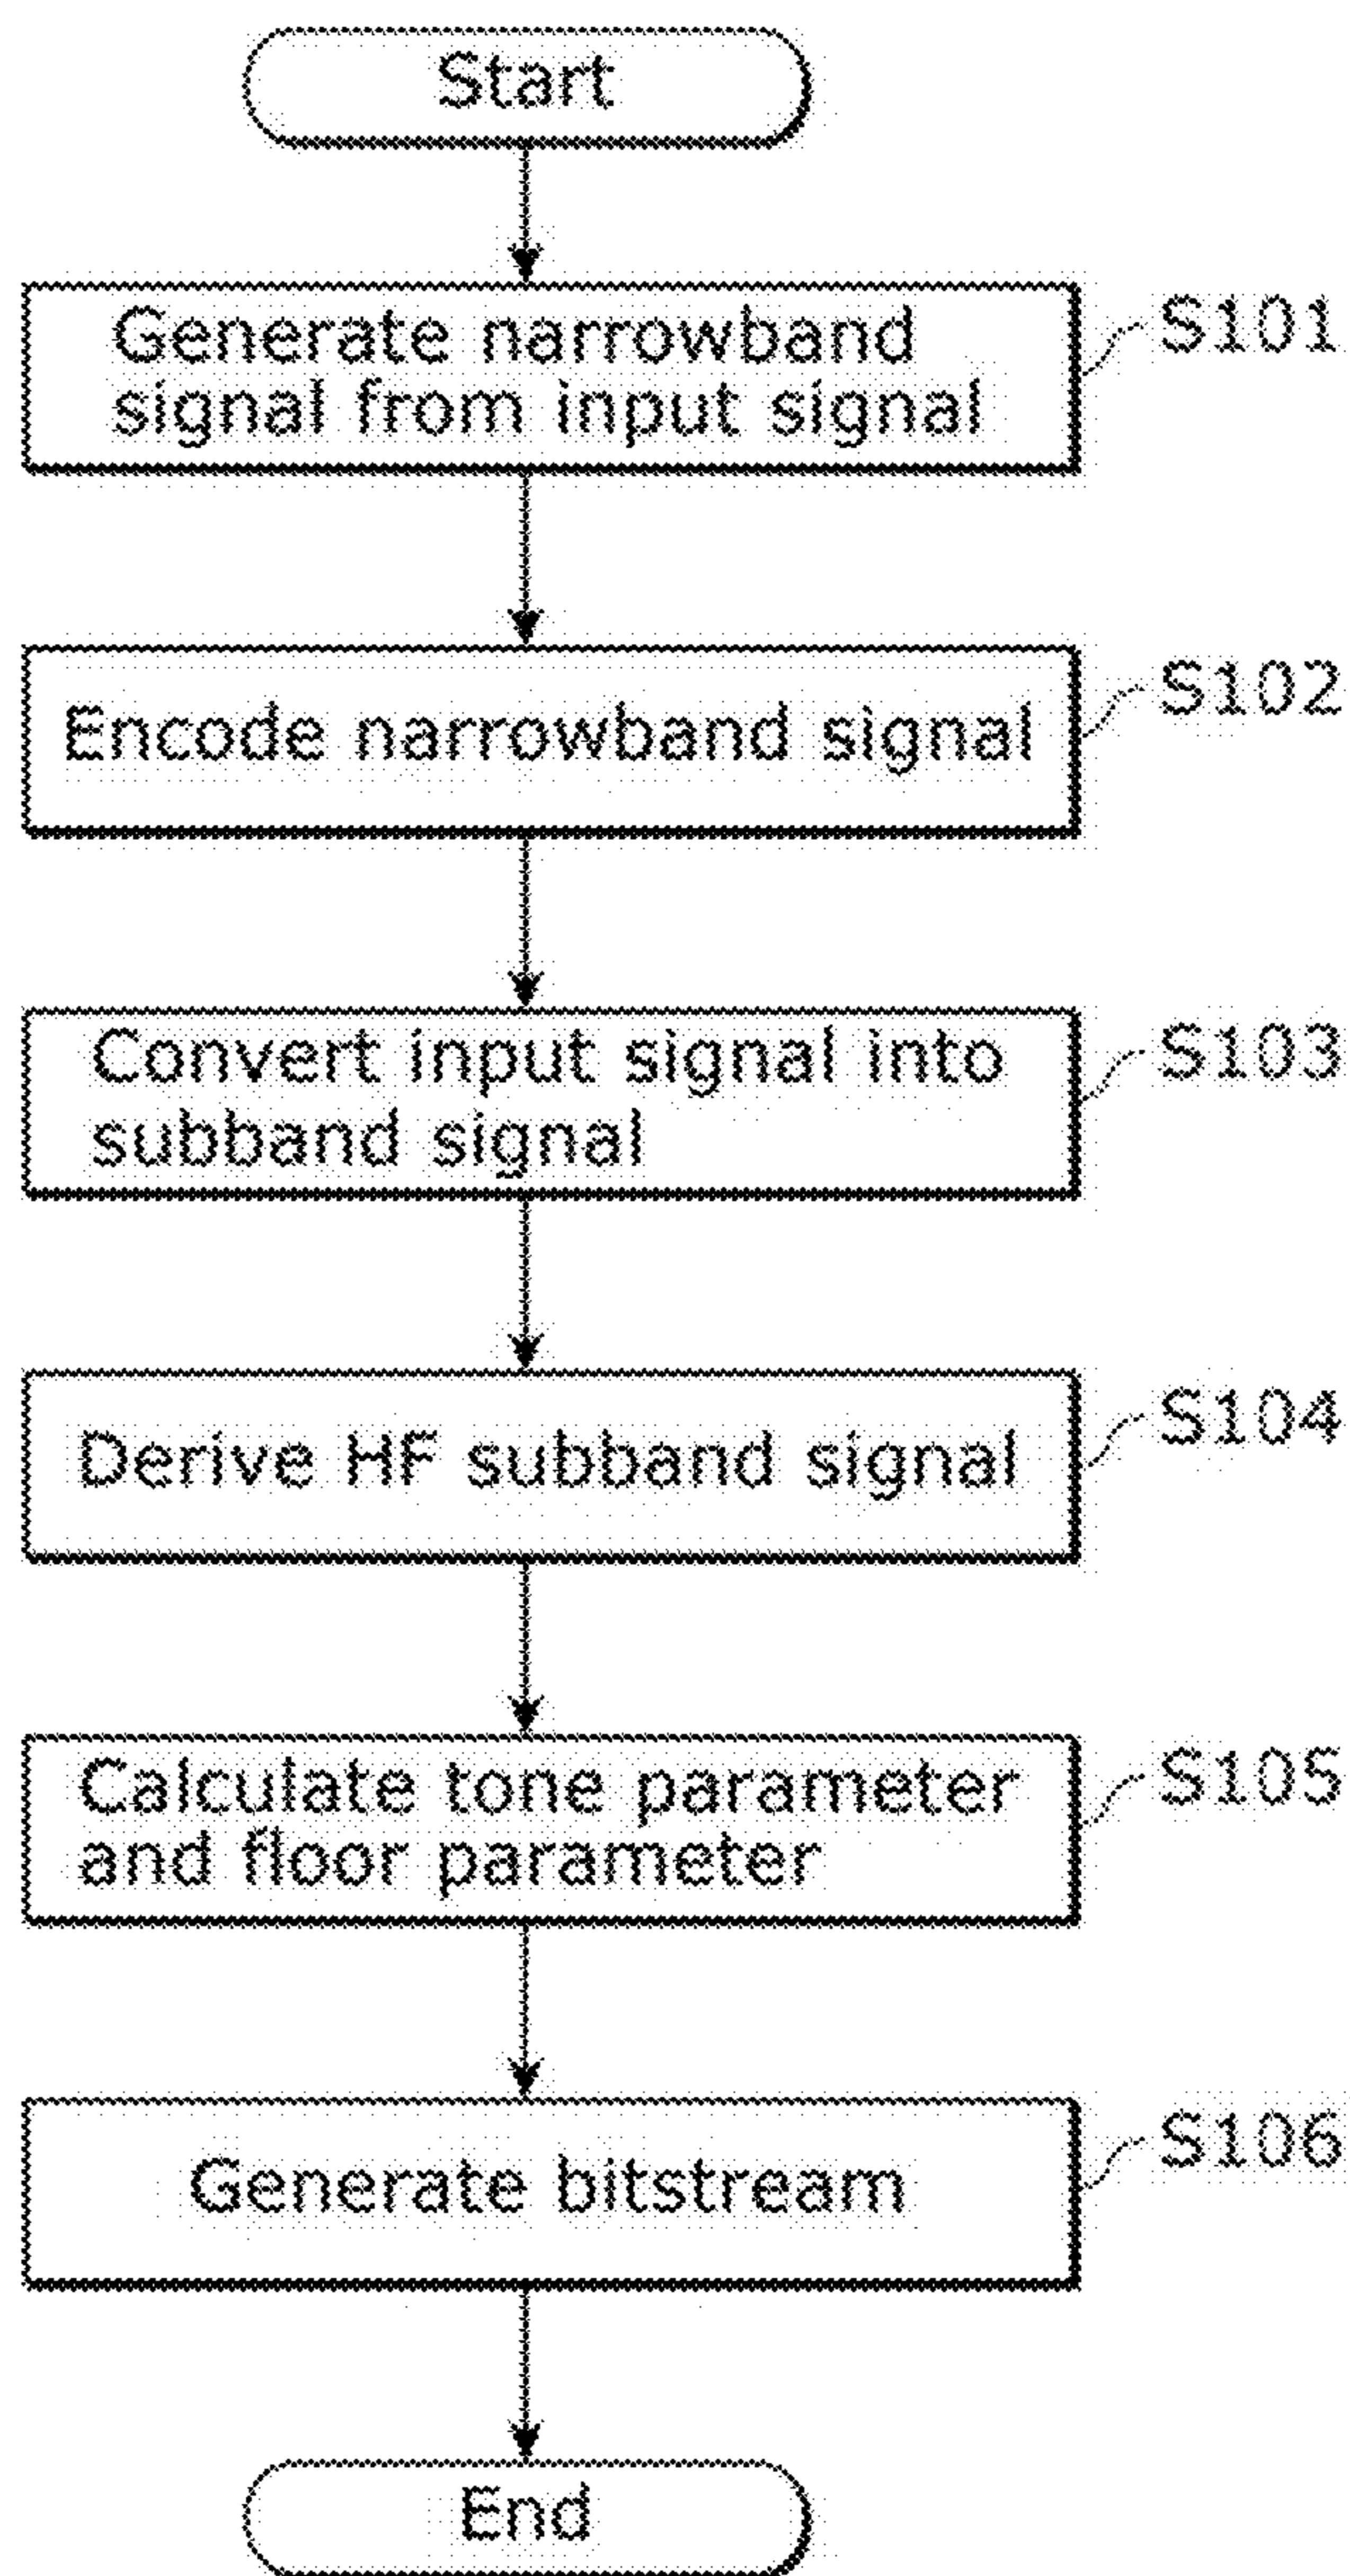 Start
Generate narrowband
signal from input signal
S101
Encode narrowband signal
S102
Convert input signal into
subband signal
S103
Derive HF subband signal
S104
Calculate tone parameter
and floor parameter
S105
Generate bitstream
S106
End